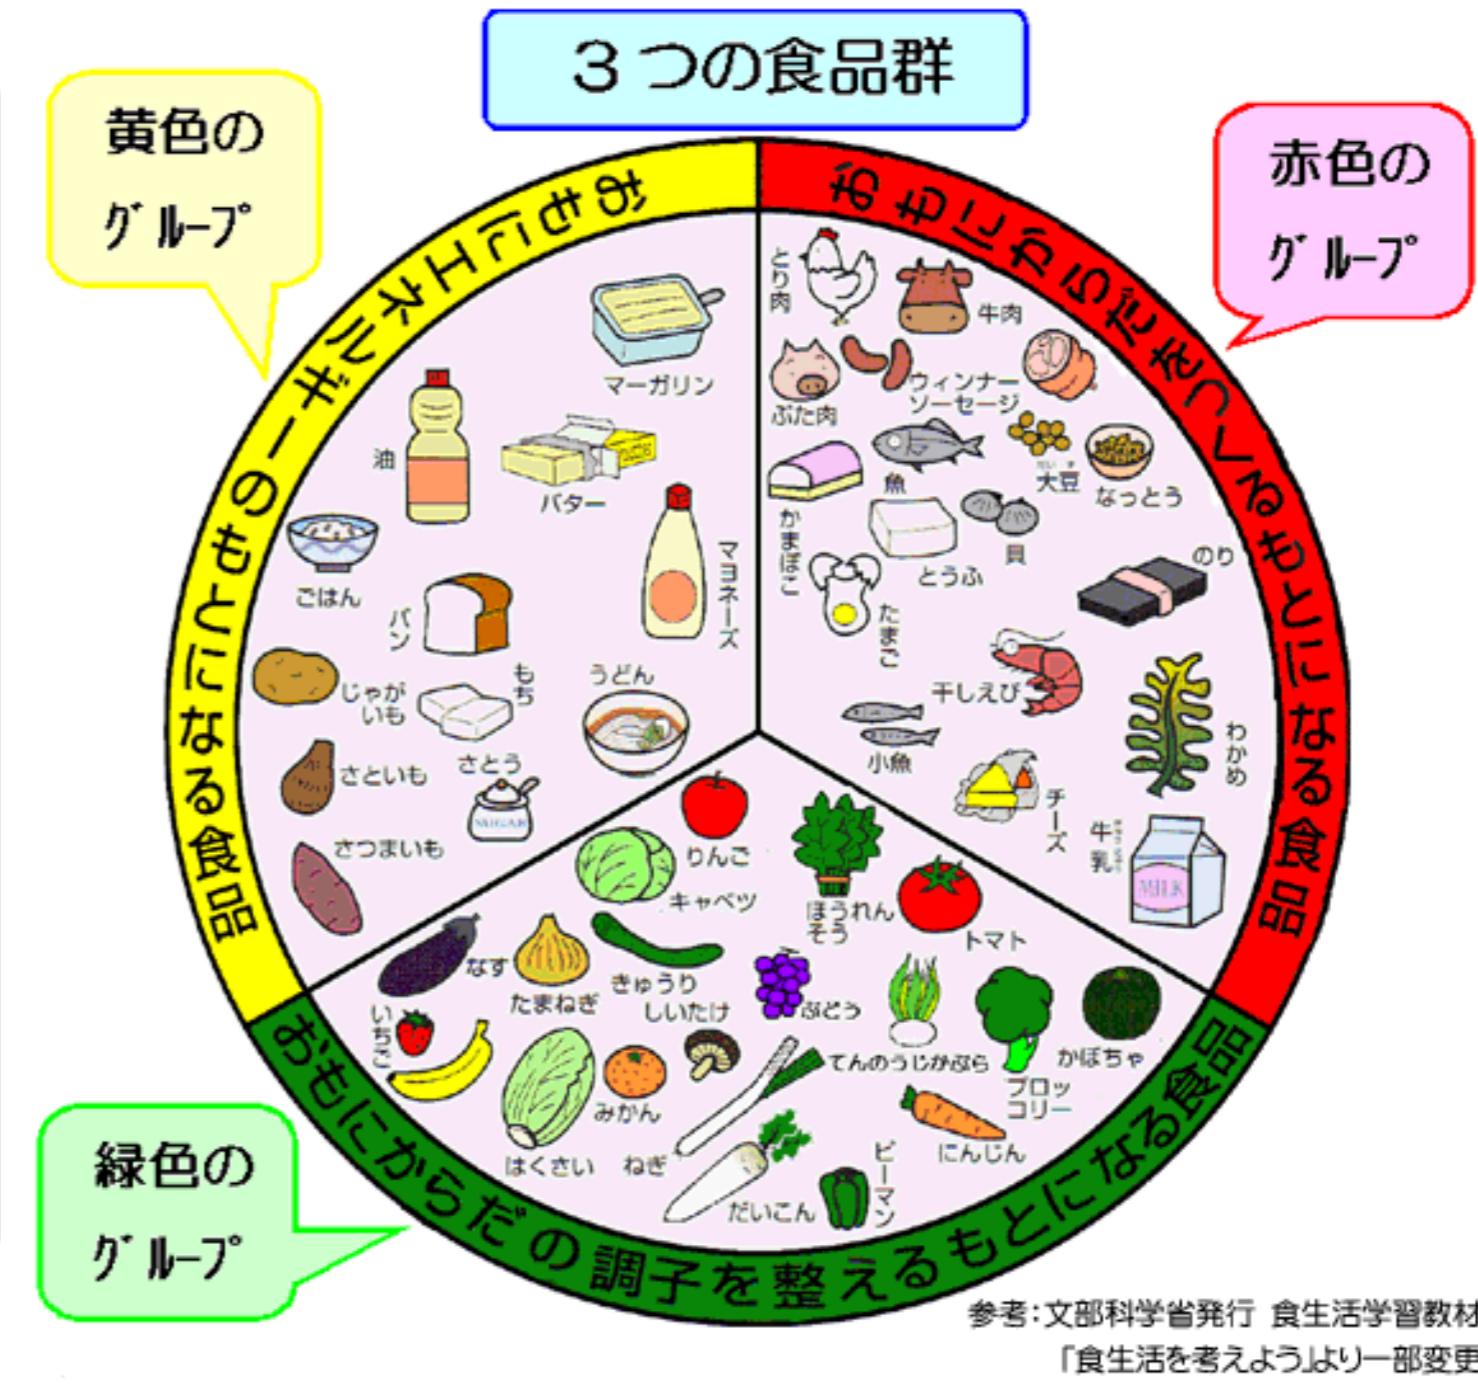 3つの食品群
黄色の
グループ
赤色の
グループ
おもにエネルギーのもとになる食品
マーガリン
油
バター
マヨネーズ
ごはん
パン
じゃが
いも
もち
うどん
さといも
さとう
SUGAR
さつまいも
おもにからだをつくるもとになる食品
とり肉
牛肉
ぶた肉
ウィンナー
ソーセージ
魚
大豆
なっとう
かまぼこ
とうふ
貝
のり
たまご
干しえび
小魚
わかめ
チーズ
牛乳
MILK
りんご
キャベツ
ほうれん
そう
トマト
なす
たまねぎ
きゅうり
しいたけ
ぶどう
いちご
みかん
てんのうじかぶら
ブロッ
コリー
かぼちゃ
はくさい
ねぎ
だいこん
ピーマン
にんじん
おもにからだの調子を整えるもとになる食品
緑色の
グループ
参考：文部科学省発行 食生活学習教材
「食生活を考えよう」より一部変更